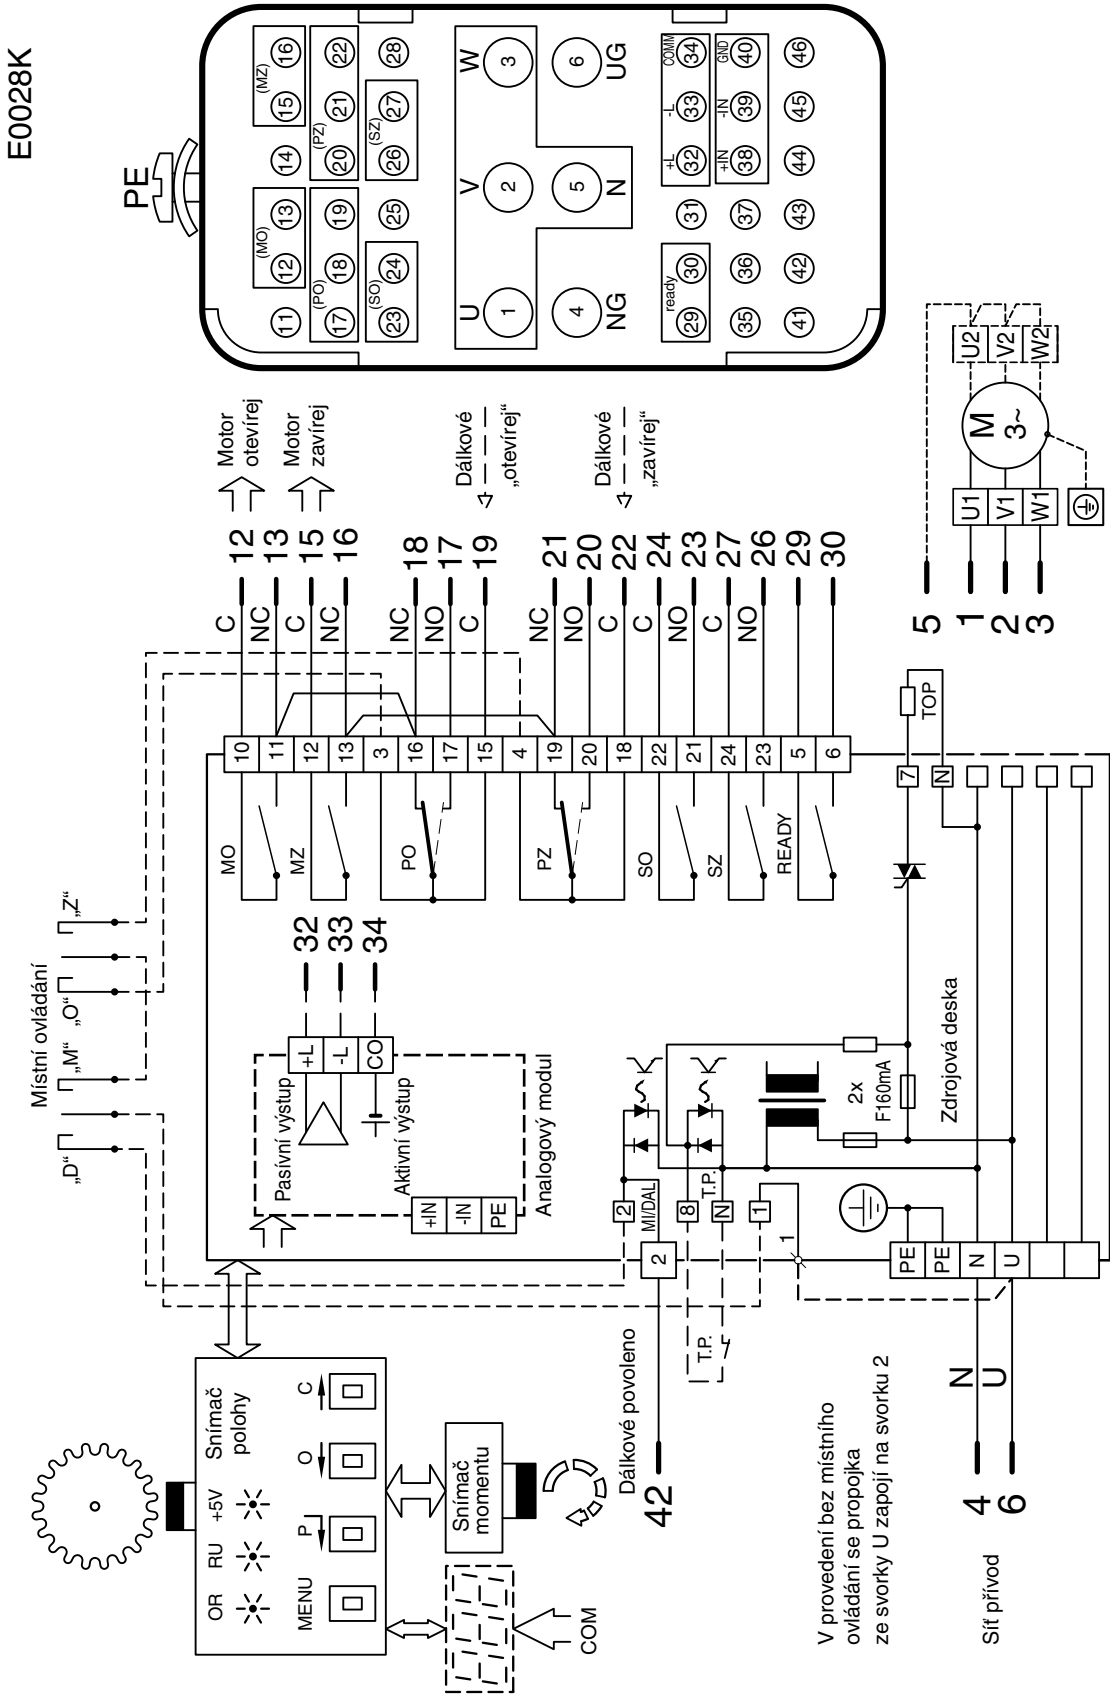 E0028K
PE
11
12
13
14
15
16
(MO)
(MZ)
17
18
19
20
21
22
(PO)
(PZ)
23
24
25
26
27
28
(SO)
(SZ)
U
V
W
1
2
3
4
5
6
NG
N
UG
ready
+L
-L
COMM
29
30
31
32
33
34
+IN
-IN
GND
35
36
37
38
39
40
41
42
43
44
45
46
Motor
otevírej
Motor
zavírej
Dálkové
„otevírej“
Dálkové
„zavírej“
C
12
NC
13
C
15
NC
16
NC
18
NO
17
C
19
NC
21
NO
20
C
22
C
24
NO
23
C
27
NO
26
29
30
5
1
2
3
U1
V1
W1
M
3~
U2
V2
W2
Místní ovládání
„D“
„M“
„O“
„Z“
10
11
12
13
3
16
17
15
4
19
20
18
22
21
24
23
5
6
MO
MZ
PO
PZ
SO
SZ
READY
TOP
7
N
32
33
34
+L
-L
CO
Pasívní výstup
Aktivní výstup
+IN
-IN
PE
Analogový modul
2
MI/DAL
8
T.P.
N
1
1
2
2x
F160mA
Zdrojová deska
PE
PE
N
U
T.P.
Snímač
polohy
OR
RU
+5V
MENU
P
O
C
Snímač
momentu
COM
Dálkové povoleno
42
V provedení bez místního
ovládání se propojka
ze svorky U zapojí na svorku 2
N
U
4
6
Síť přívod